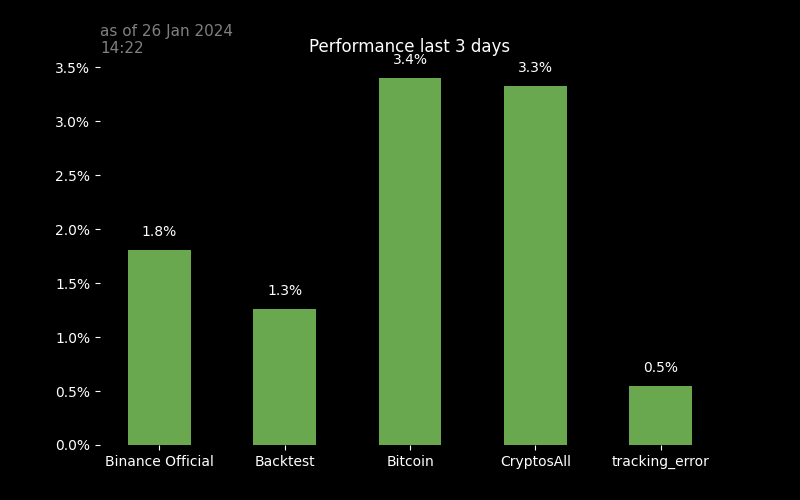 as of 26 Jan 2024
14:22
Performance last 3 days
3.5%
3.0%
2.5%
2.0%
1.5%
1.0%
0.5%
0.0%
1.8%
1.3%
3.4%
3.3%
0.5%
Binance Official
Backtest
Bitcoin
CryptosAll
tracking_error